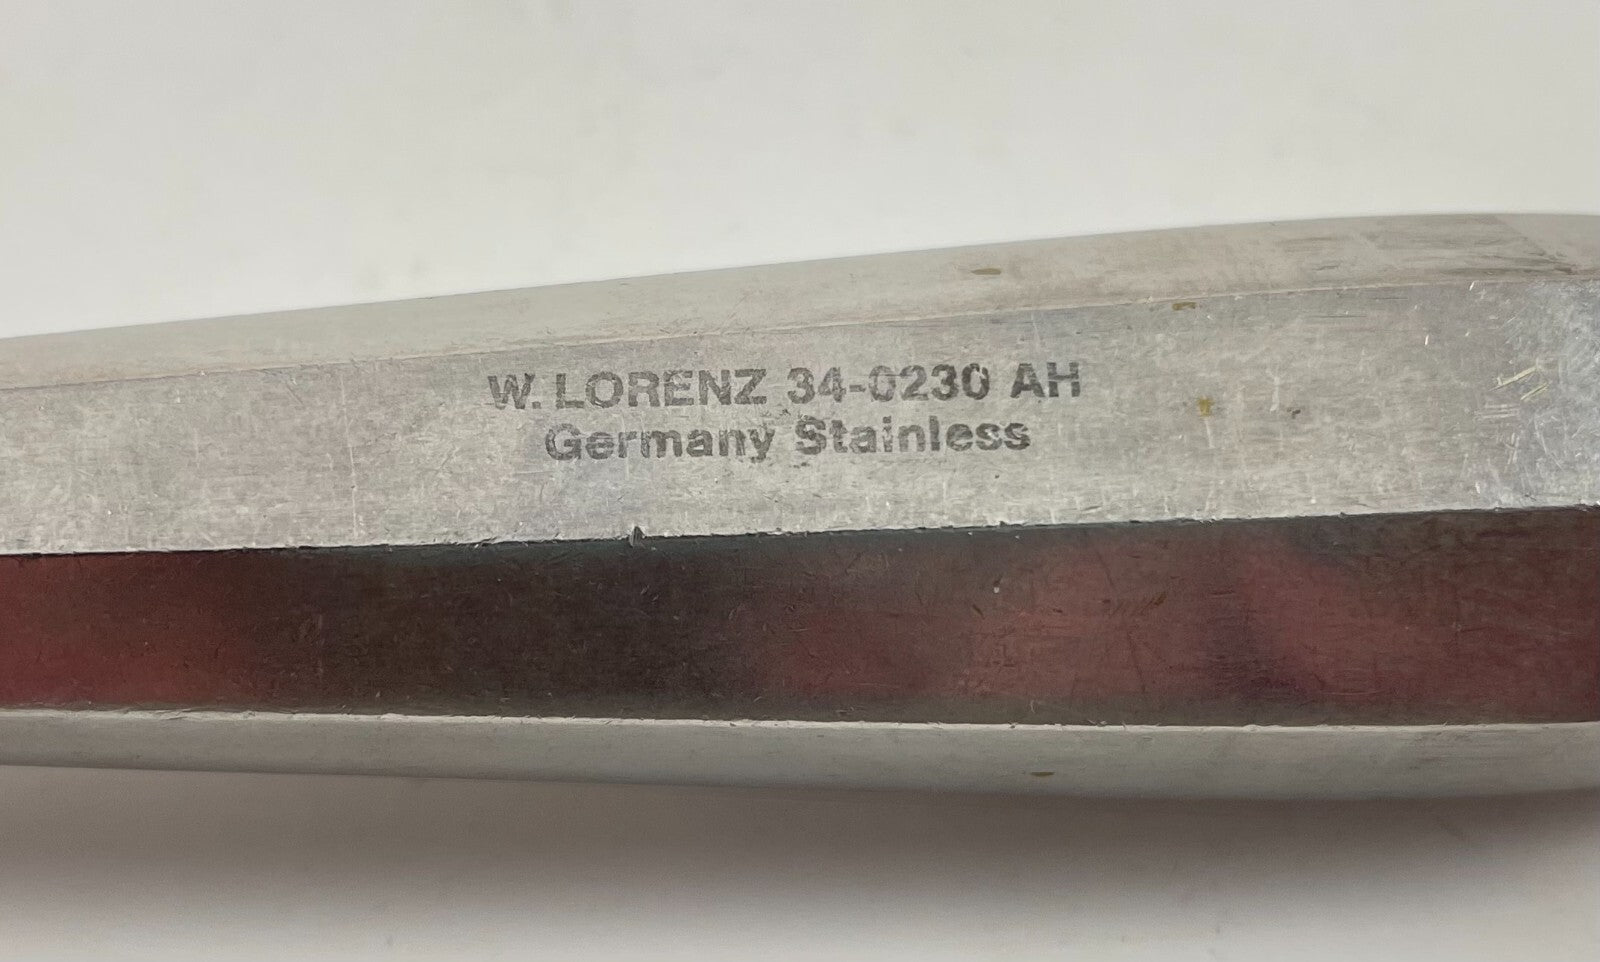 W. LORENZ 34-0230 AH
Germany Stainless